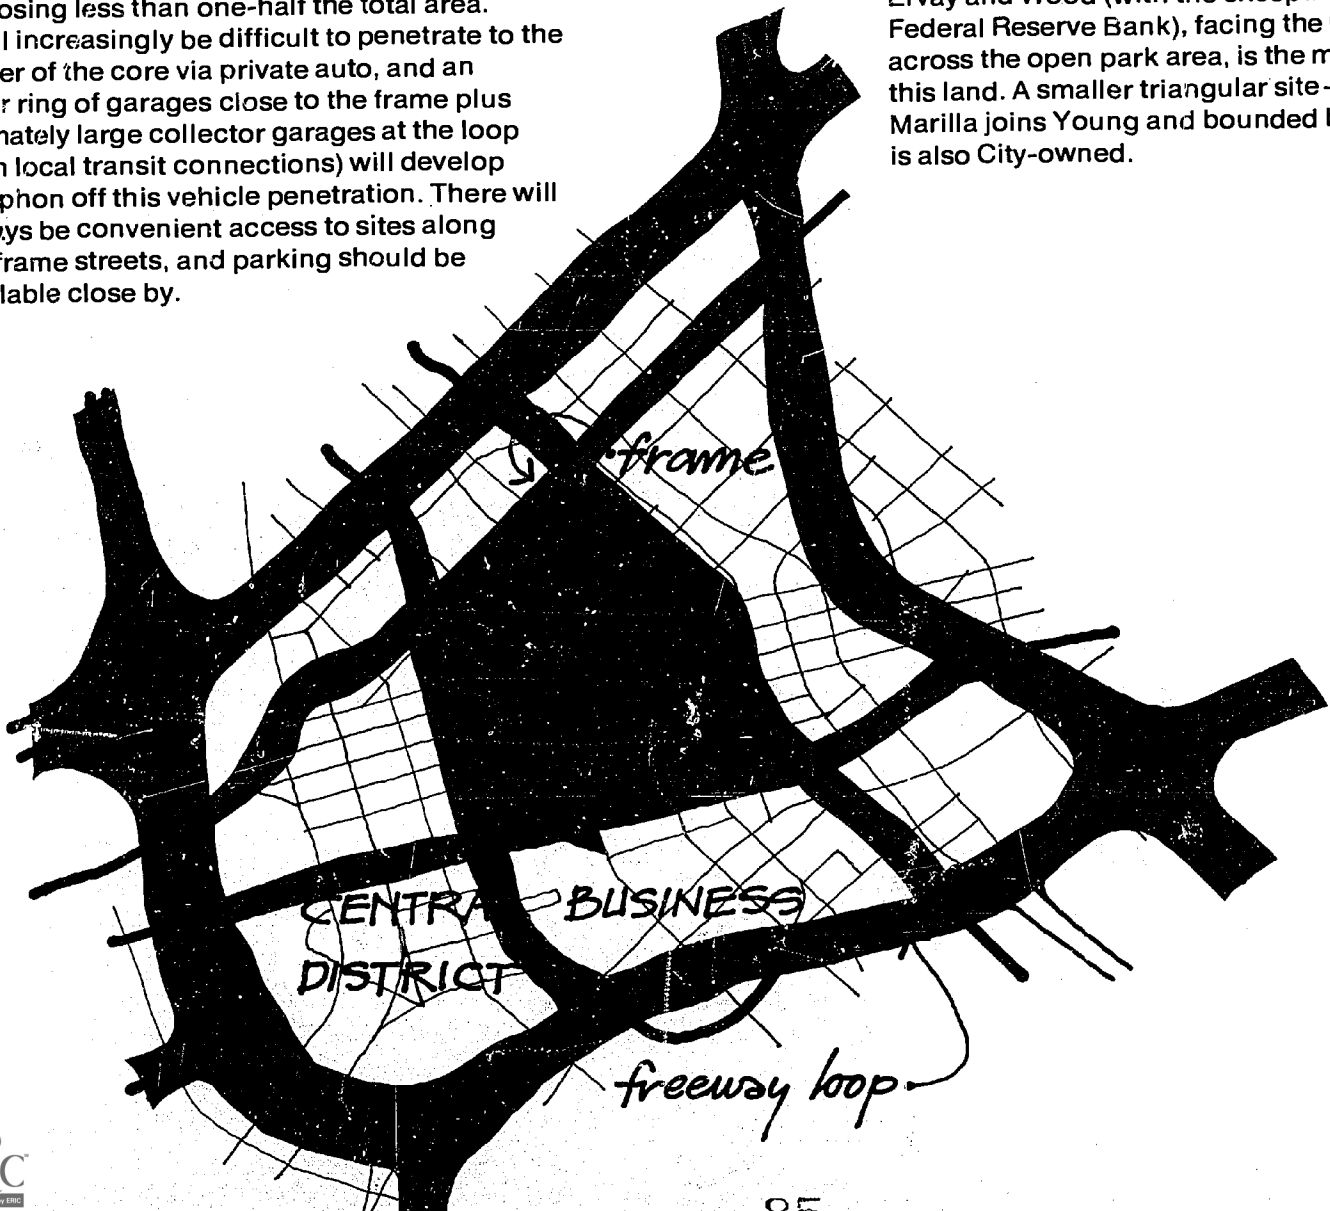 osing less than one-half the total area.
l increasingly be difficult to penetrate to the
er of the core via private auto, and an
r ring of garages close to the frame plus
nately large collector garages at the loop
n local transit connections) will develop
phon off this vehicle penetration. There will
ys be convenient access to sites along
frame streets, and parking should be
lable close by.
Federal Reserve Bank), facing the
across the open park area, is the m
this land. A smaller triangular site-
Marilla joins Young and bounded
is also City-owned.
frame
CENTRAL BUSINESS
DISTRICT
freeway loop
by ERIC